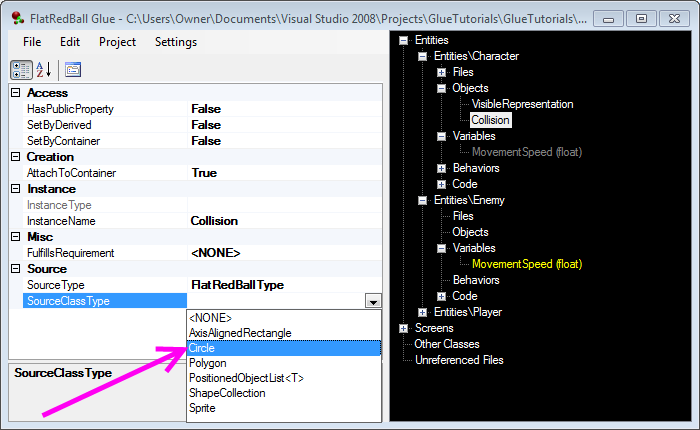 FlatRedBall Glue - C:\Users\Owner\Documents\Visual Studio 2008\Projects\GlueTutorials\GlueTutorials\...
File Edit Project Settings
Access
HasPublicProperty False
SetByDerived False
SetByContainer False
Creation
AttachToContainer True
Instance
InstanceType
InstanceName Collision
Misc
FulfillsRequirement <NONE>
Source
SourceType FlatRedBallType
SourceClassType
<NONE>
AxisAlignedRectangle
Circle
Polygon
PositionedObjectList<T>
ShapeCollection
Sprite
SourceClassType
Entities
Entities\Character
Files
Objects
VisibleRepresentation
Collision
Variables
MovementSpeed (float)
Behaviors
Code
Entities\Enemy
Files
Objects
Variables
MovementSpeed (float)
Behaviors
Code
Entities\Player
Screens
Other Classes
Unreferenced Files